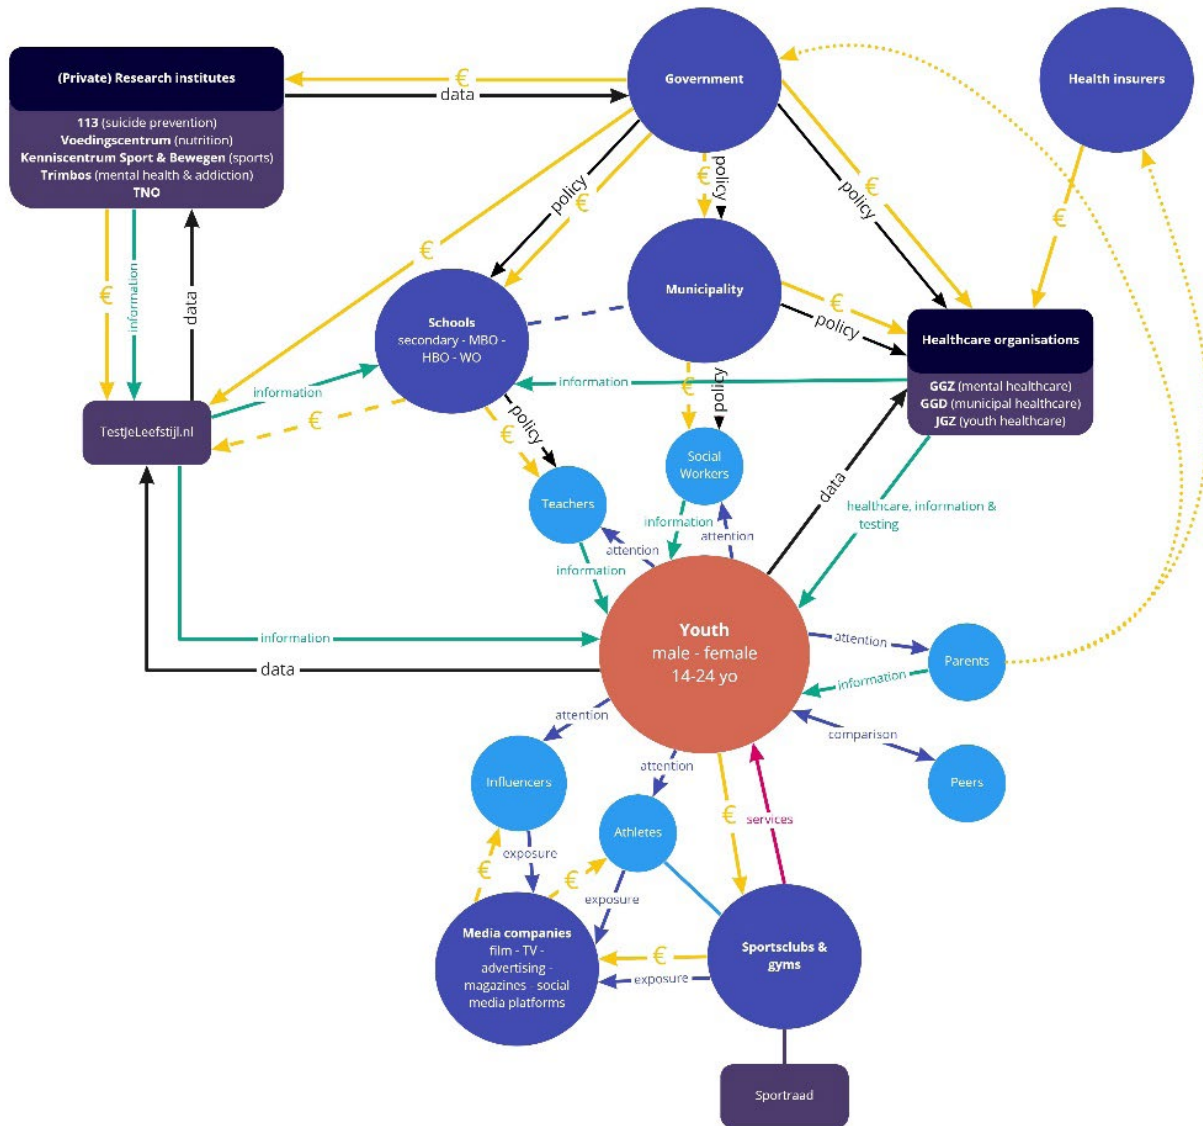 (Private) Research institutes
113 (suicide prevention)
Voedingscentrum (nutrition)
Kenniscentrum Sport & Bewegen (sports)
Trimbos (mental health & addiction)
TNO
Government
Health insurers
€
data
€
policy
€
€
policy
policy
€
€
€
information
data
Schools
secondary - MBO -
HBO - WO
Municipality
€
policy
Healthcare organisations
GGZ (mental healthcare)
GGD (municipal healthcare)
JGZ (youth healthcare)
information
information
TestJeLeefstijl.nl
€
policy
€
€
policy
Teachers
Social
Workers
data
healthcare, information &
testing
information
attention
attention
information
information
data
Youth
male - female
14-24 yo
attention
information
Parents
comparison
Peers
attention
attention
Influencers
Athletes
€
services
€
exposure
€
exposure
Media companies
film - TV -
advertising -
magazines - social
media platforms
€
exposure
Sportsclubs &
gyms
Sportraad